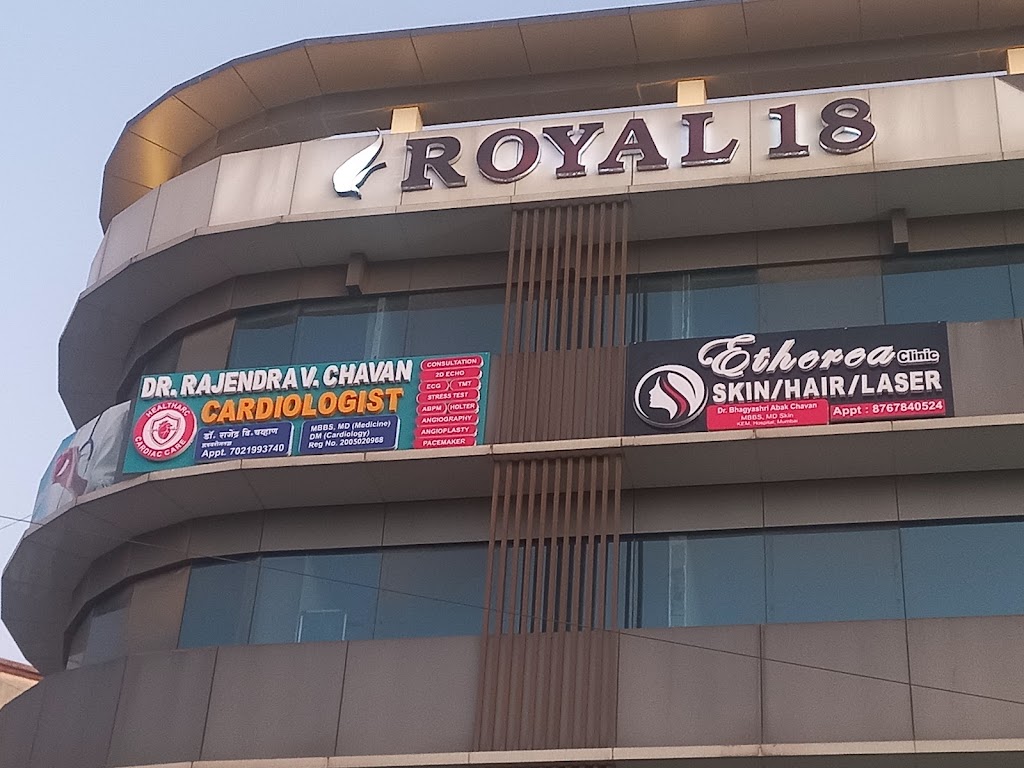 ROYAL 18
DR. RAJENDRA V. CHAVAN
CARDIOLOGIST
HEALTHARC
CARDIAC CARE
डॉ. राजेंद्र वि. चव्हाण
हृदयरोगतज्ञ
Appt. 7021993740
MBBS, MD (Medicine)
DM (Cardiology)
Reg No. 2005020968
CONSULTATION
2D ECHO
ECG TMT
STRESS TEST
ABPM HOLTER
ANGIOGRAPHY
ANGIOPLASTY
PACEMAKER
Etherea Clinic
SKIN/HAIR/LASER
Dr. Bhagyashri Abak Chavan
MBBS, MD Skin
KEM, Hospital, Mumbai
Appt : 8767840524